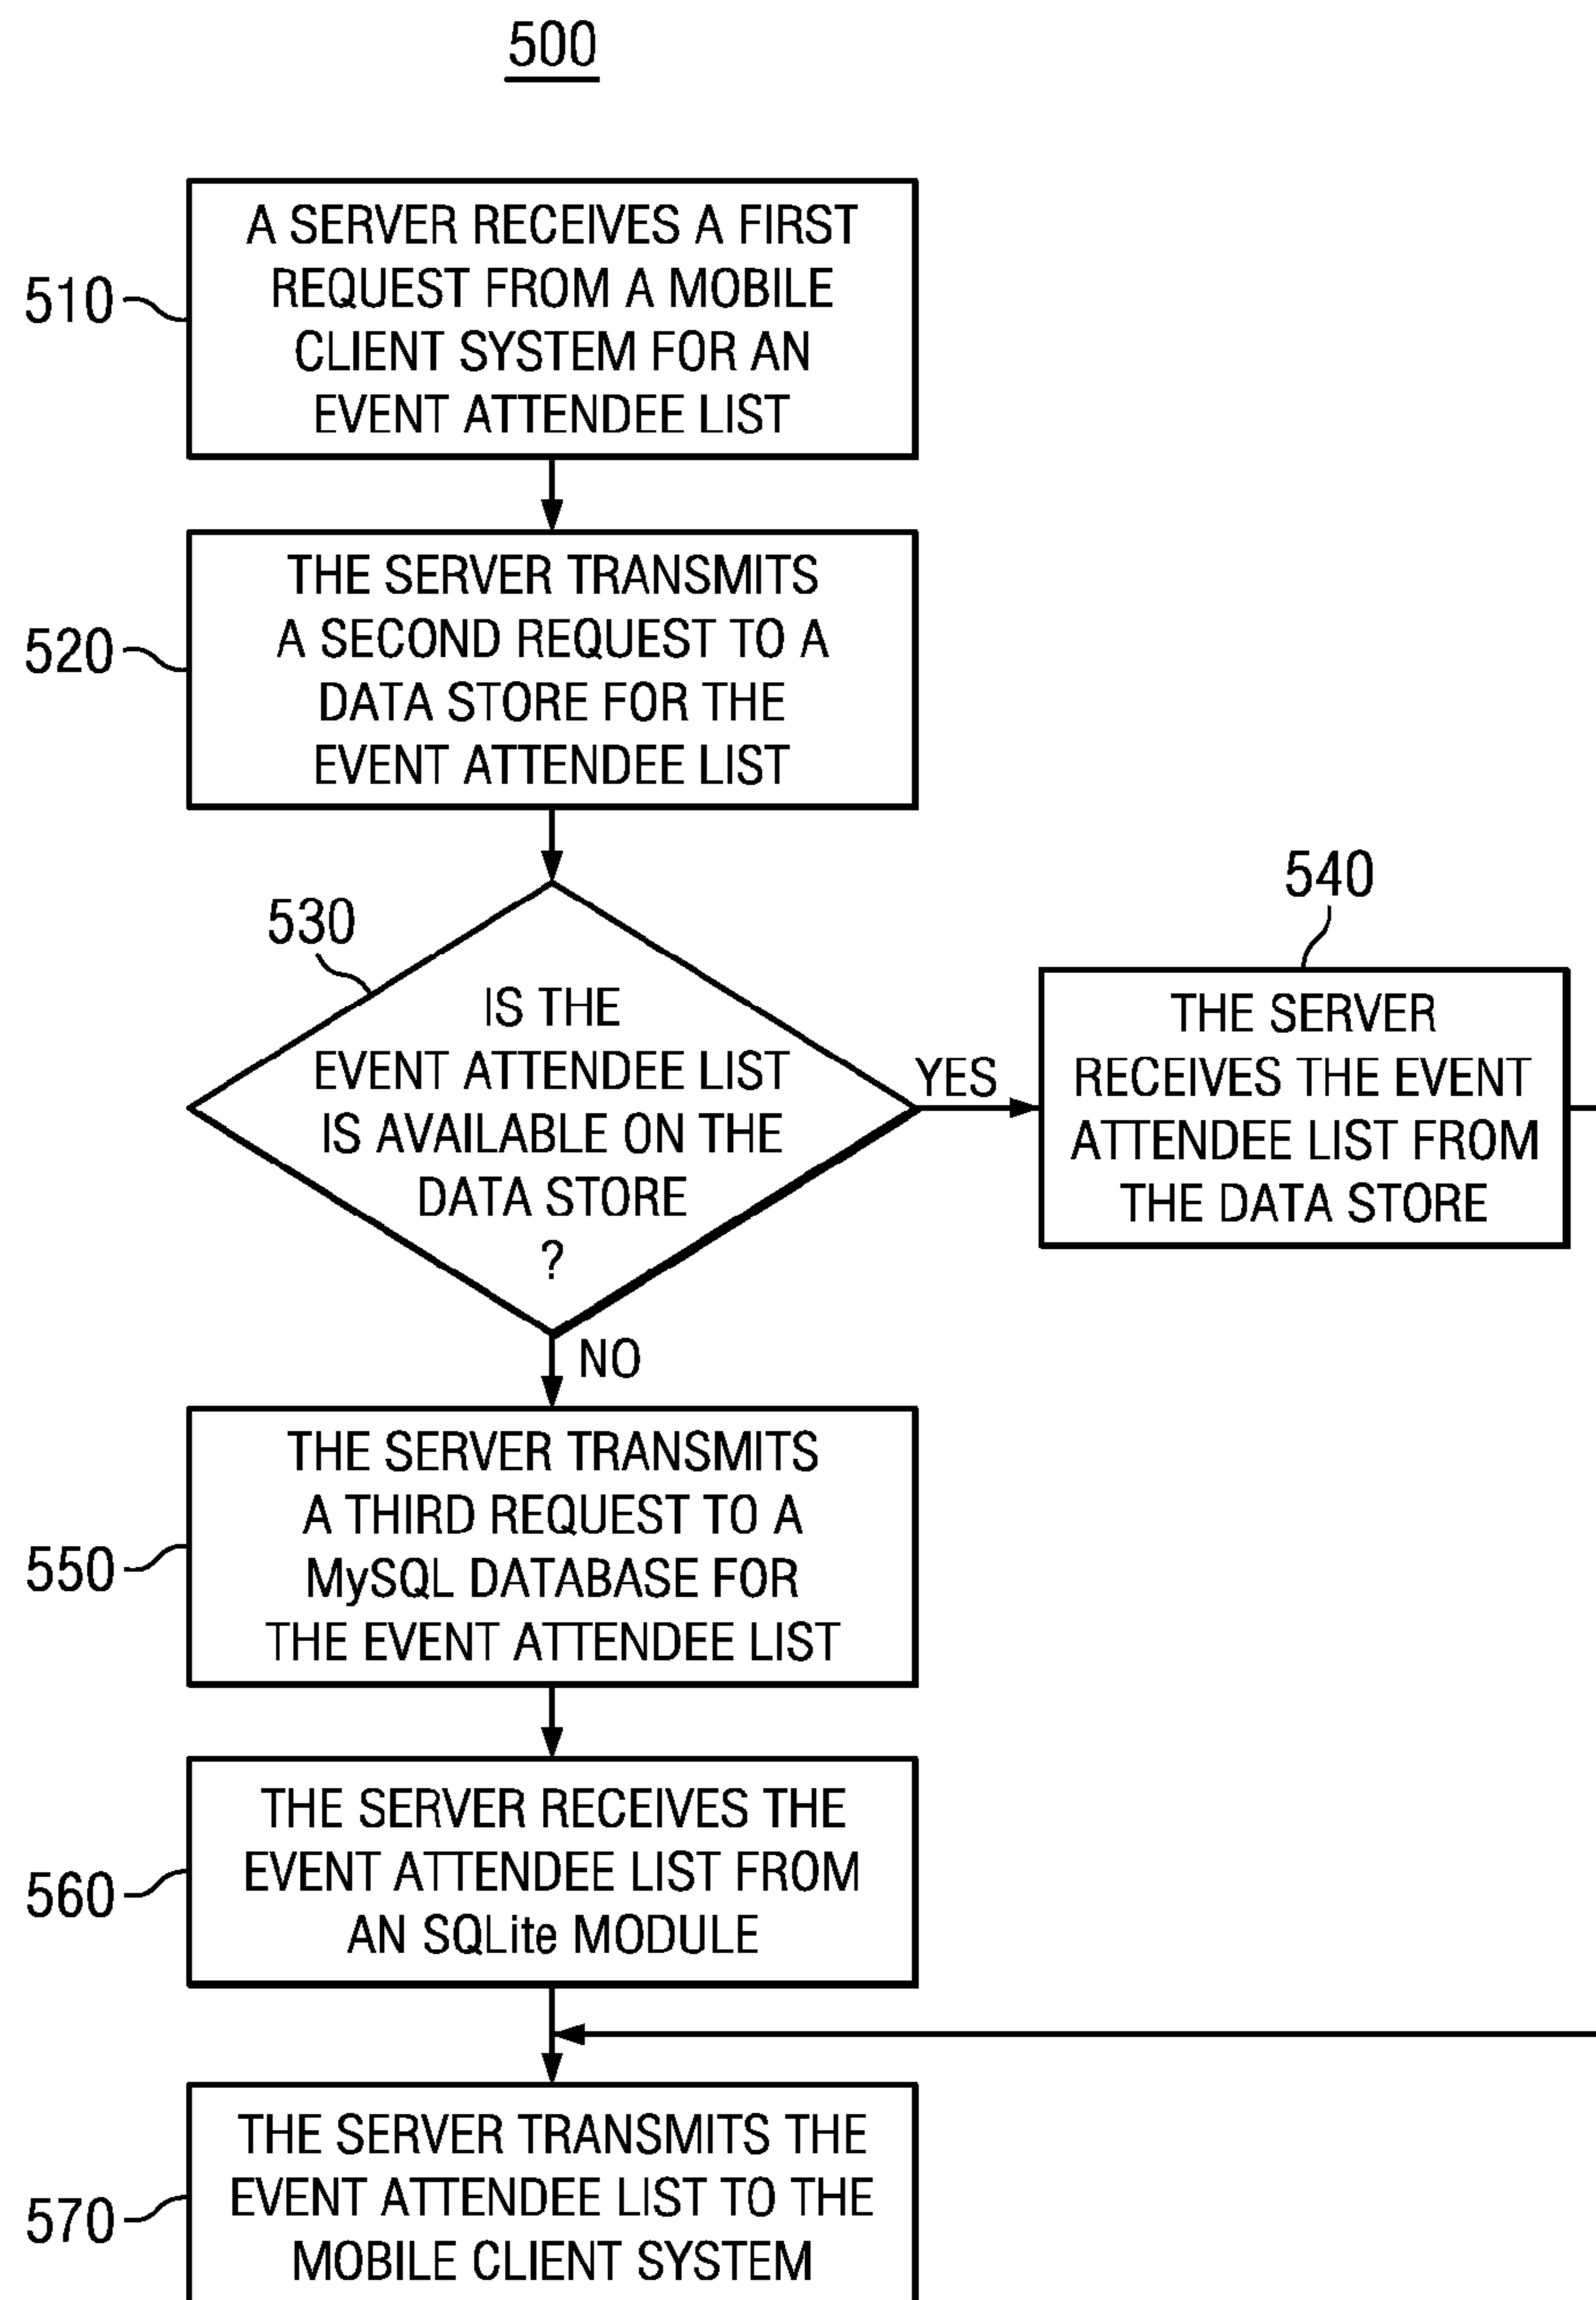 500
510
A SERVER RECEIVES A FIRST
REQUEST FROM A MOBILE
CLIENT SYSTEM FOR AN
EVENT ATTENDEE LIST
520
THE SERVER TRANSMITS
A SECOND REQUEST TO A
DATA STORE FOR THE
EVENT ATTENDEE LIST
530
IS THE
EVENT ATTENDEE LIST
IS AVAILABLE ON THE
DATA STORE
?
YES
540
THE SERVER
RECEIVES THE EVENT
ATTENDEE LIST FROM
THE DATA STORE
NO
550
THE SERVER TRANSMITS
A THIRD REQUEST TO A
MySQL DATABASE FOR
THE EVENT ATTENDEE LIST
560
THE SERVER RECEIVES THE
EVENT ATTENDEE LIST FROM
AN SQLite MODULE
570
THE SERVER TRANSMITS THE
EVENT ATTENDEE LIST TO THE
MOBILE CLIENT SYSTEM